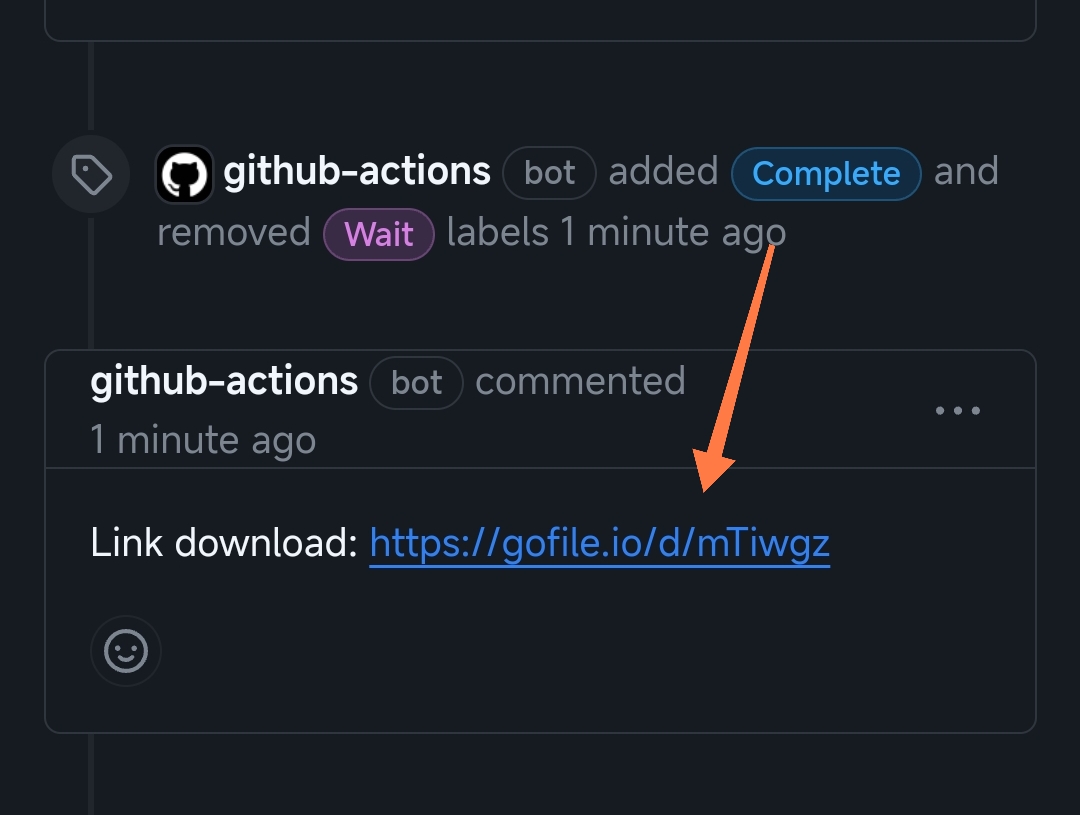 github-actions bot added Complete and
removed Wait labels 1 minute ago
github-actions bot commented
1 minute ago
Link download: https://gofile.io/d/mTiwgz